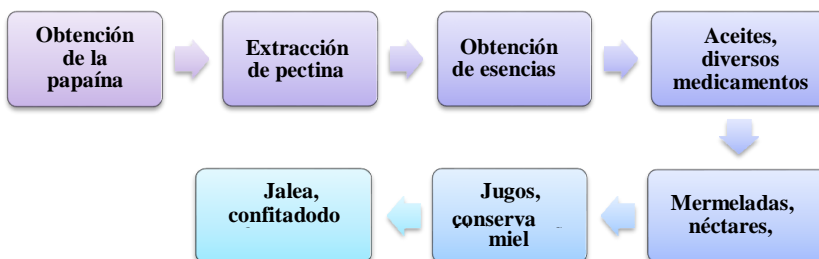 Obtención
de la
papaína
Extracción
de pectina
Obtención
de esencias
Aceites,
diversos
medicamentos
Mermeladas,
néctares,
Jugos,
conserva
miel
Jalea,
confitadodo